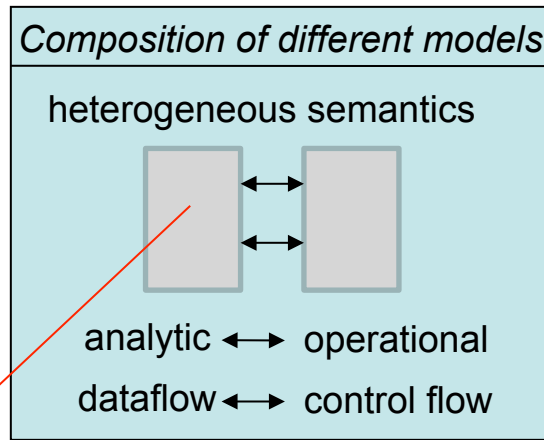 Composition of different models
heterogeneous semantics
analytic operational
dataflow control flow